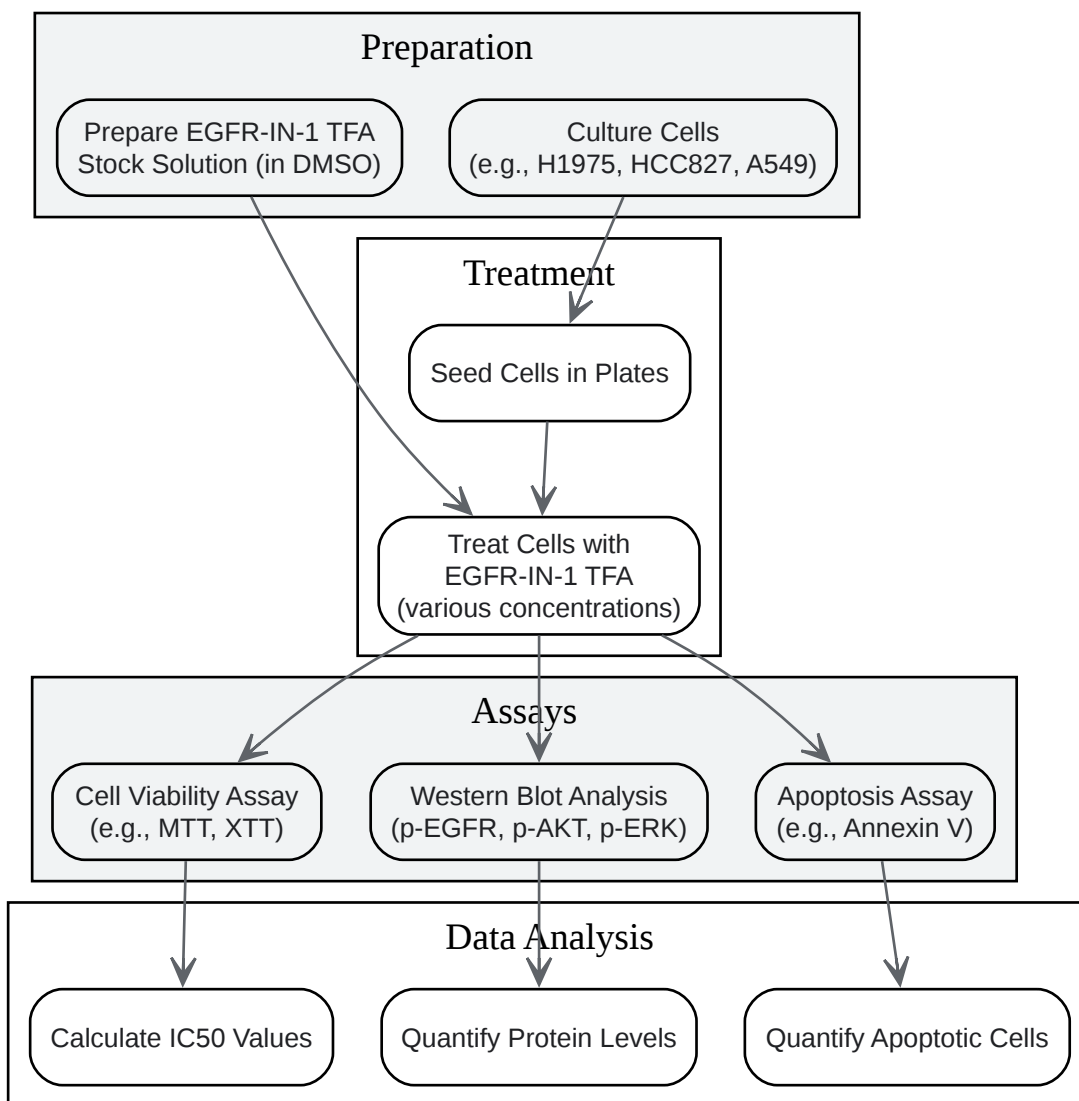 Preparation
Prepare EGFR-IN-1 TFA
Stock Solution (in DMSO)
Culture Cells
(e.g., H1975, HCC827, A549)
Treatment
Seed Cells in Plates
Treat Cells with
EGFR-IN-1 TFA
(various concentrations)
Assays
Cell Viability Assay
(e.g., MTT, XTT)
Western Blot Analysis
(p-EGFR, p-AKT, p-ERK)
Apoptosis Assay
(e.g., Annexin V)
Data Analysis
Calculate IC50 Values
Quantify Protein Levels
Quantify Apoptotic Cells